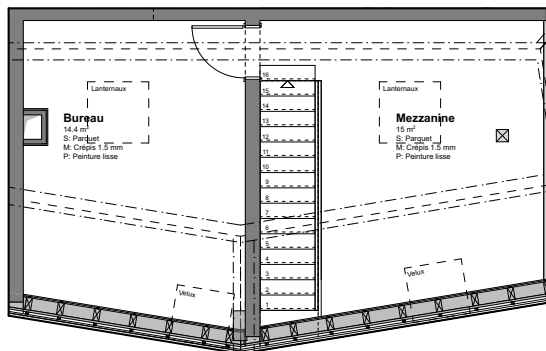 Lanternaux
Bureau
14.4 m²
S: Parquet
M: Crépis 1.5 mm
P: Peinture lisse
Velux
16
15
14
13
12
11
10
9
8
7
6
5
4
3
2
1
Lanternaux
Mezzanine
15 m²
S: Parquet
M: Crépis 1.5 mm
P: Peinture lisse
Velux